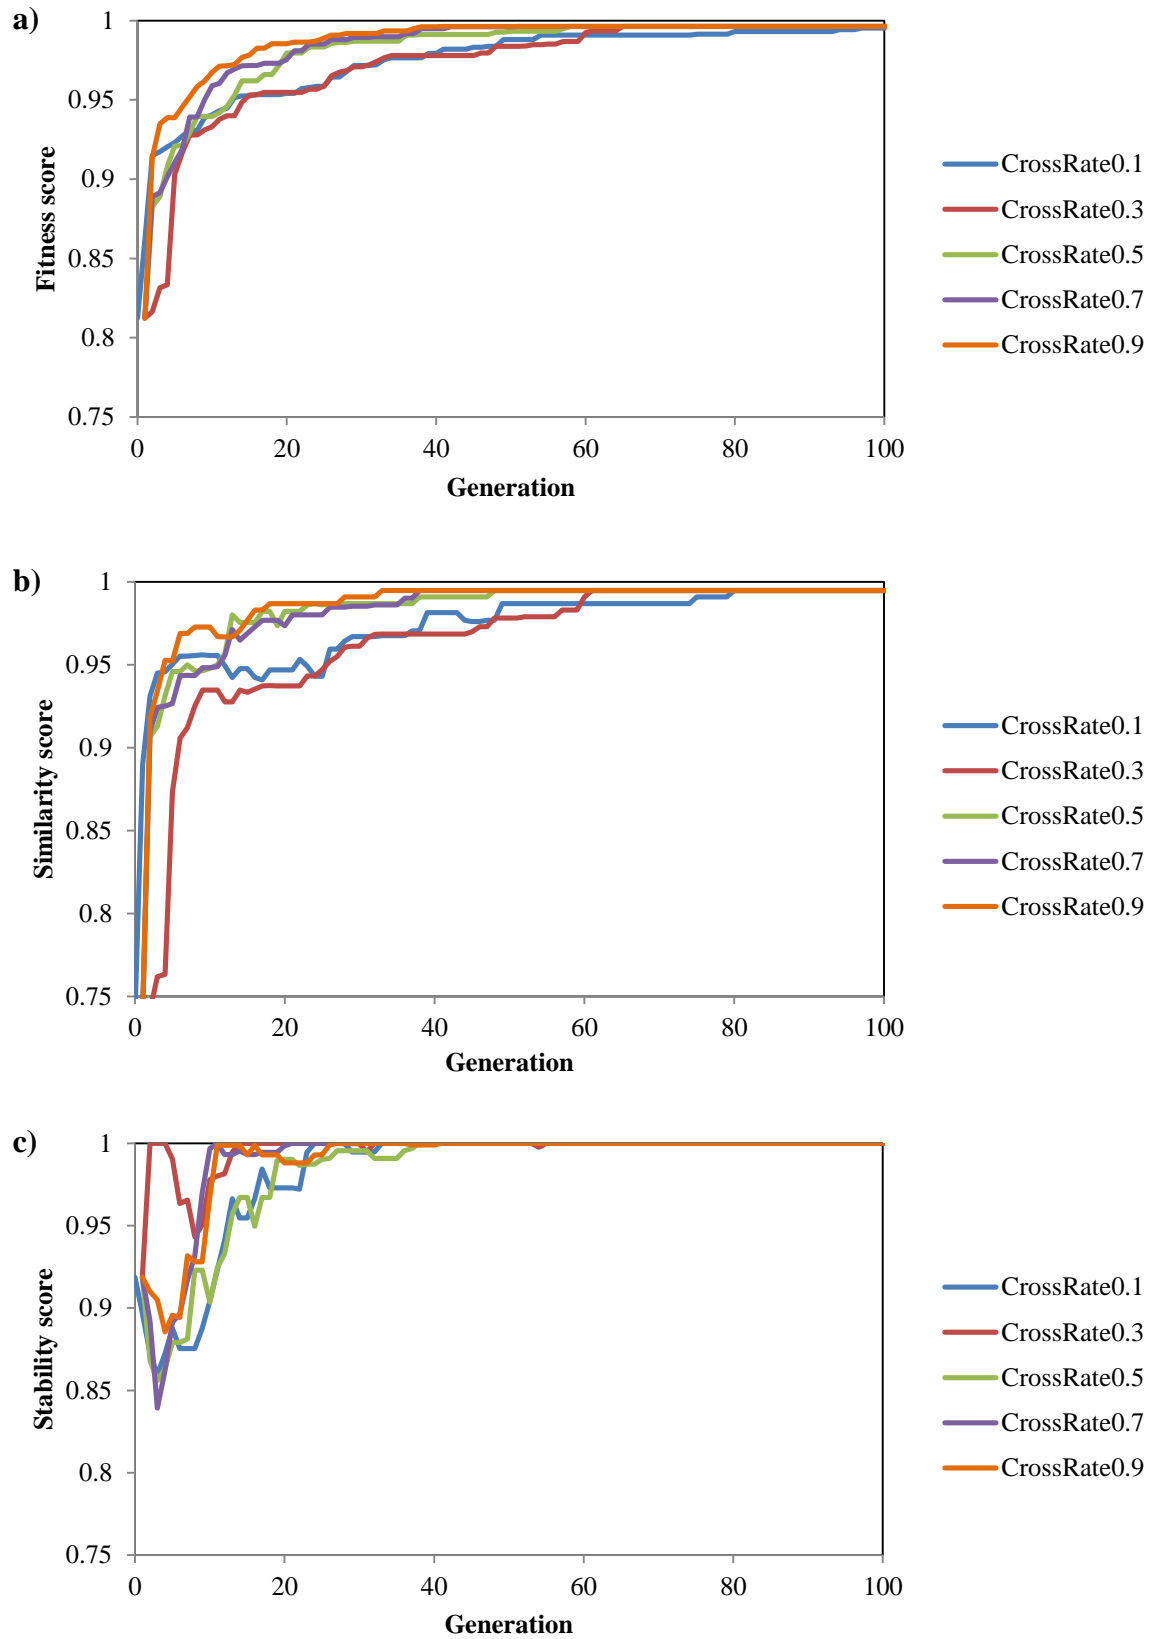 a)
1
0.95
0.9
0.85
0.8
0.75
Fitness score
0 20 40 60 80 100
Generation
CrossRate0.1
CrossRate0.3
CrossRate0.5
CrossRate0.7
CrossRate0.9
b)
1
0.95
0.9
0.85
0.8
0.75
Similarity score
0 20 40 60 80 100
Generation
CrossRate0.1
CrossRate0.3
CrossRate0.5
CrossRate0.7
CrossRate0.9
c)
1
0.95
0.9
0.85
0.8
0.75
Stability score
0 20 40 60 80 100
Generation
CrossRate0.1
CrossRate0.3
CrossRate0.5
CrossRate0.7
CrossRate0.9